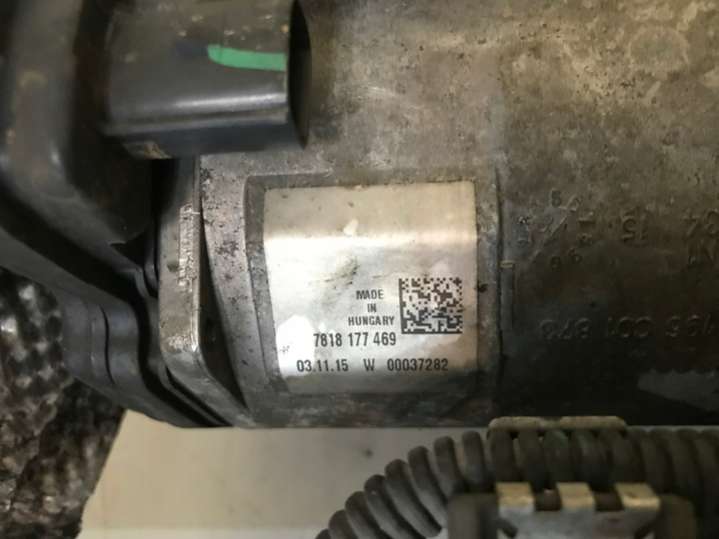 MADE
IN
HUNGARY
7818 177 469
03.11.15 W 00037282